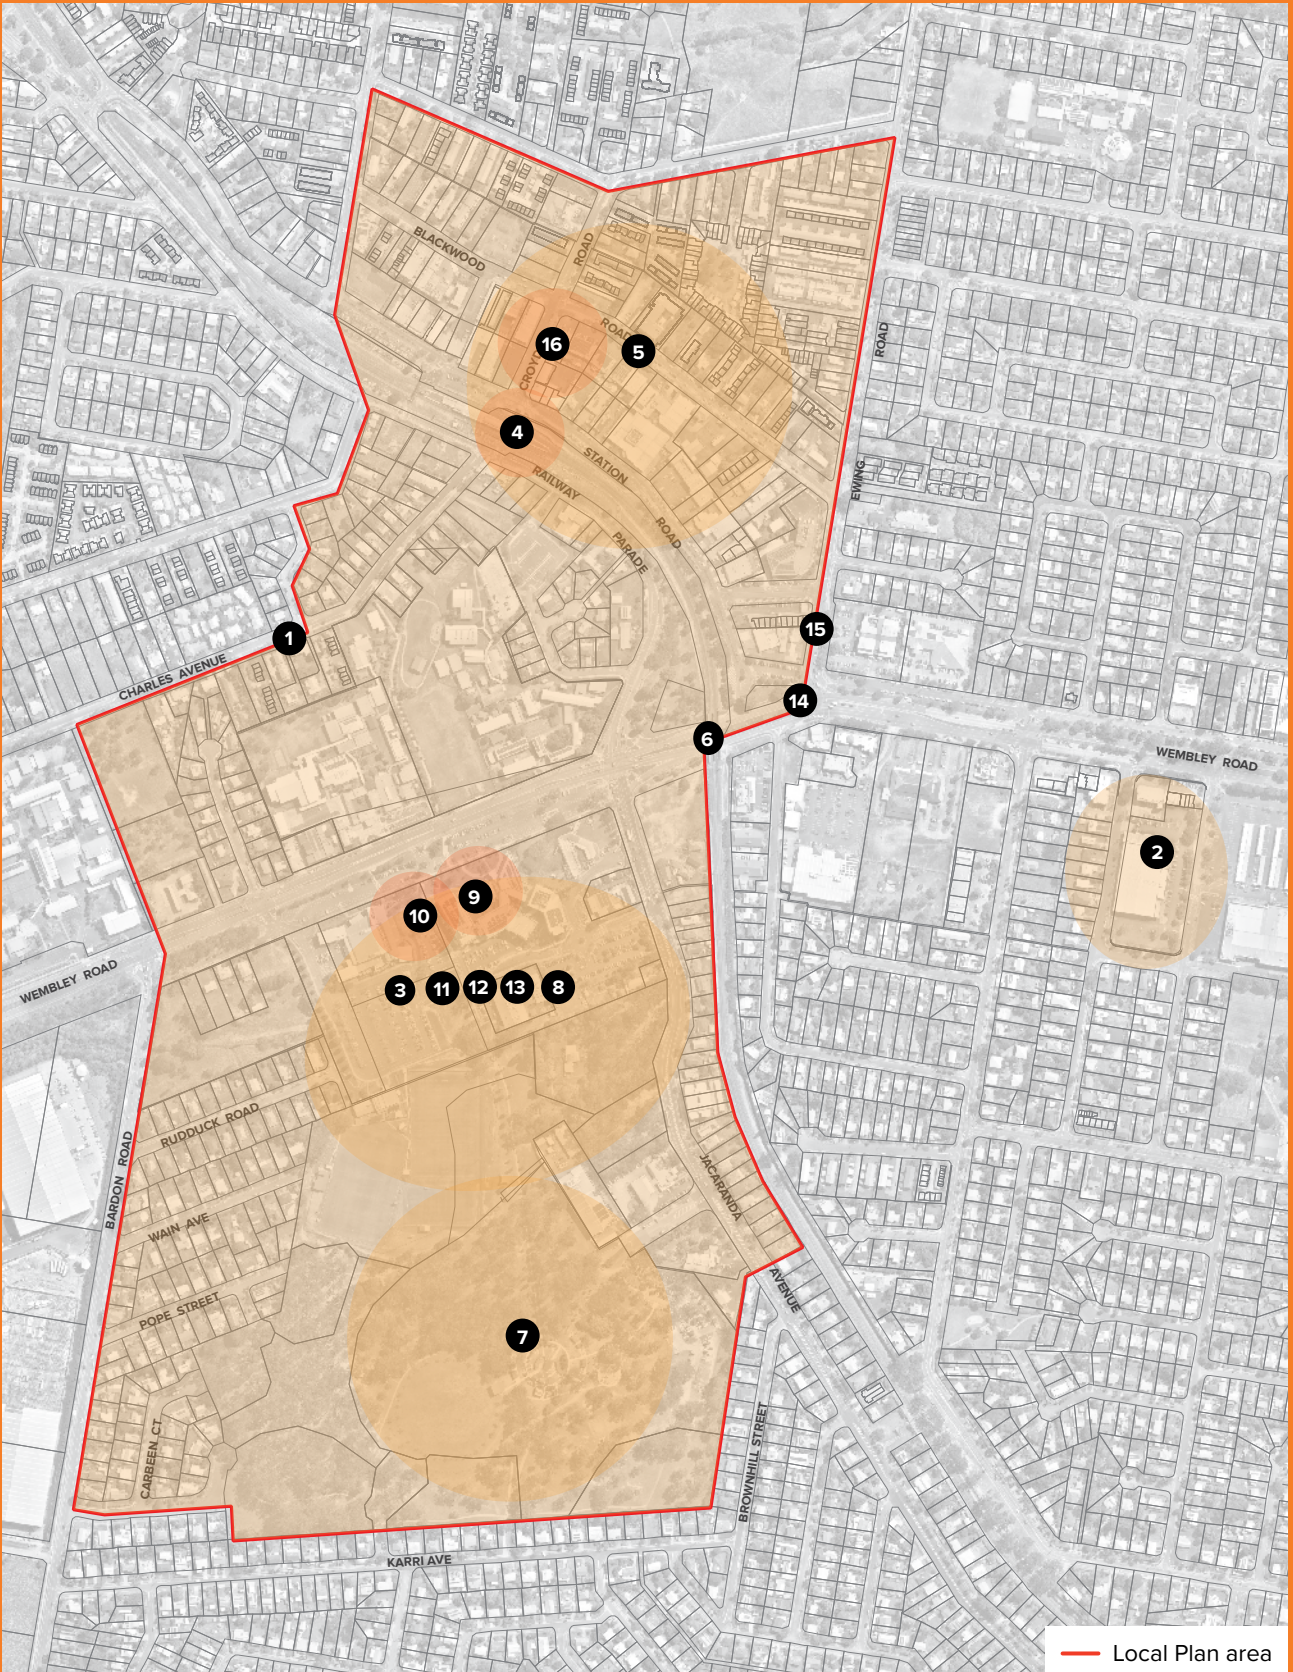 BLACKWOOD
ROAD
ROAD
16
5
CROYD
4
STATION
RAILWAY
ROAD
PARADE
ROAD
EWING
1
CHARLES AVENUE
15
14
6
WEMBLEY ROAD
2
9
10
WEMBLEY ROAD
3
11
12
13
8
RUDDUCK ROAD
BARDON ROAD
JACARANDA
WAIN AVE
AVENUE
POPE STREET
7
CARBEEN CT
BROWNHILL STREET
KARRI AVE
Local Plan area